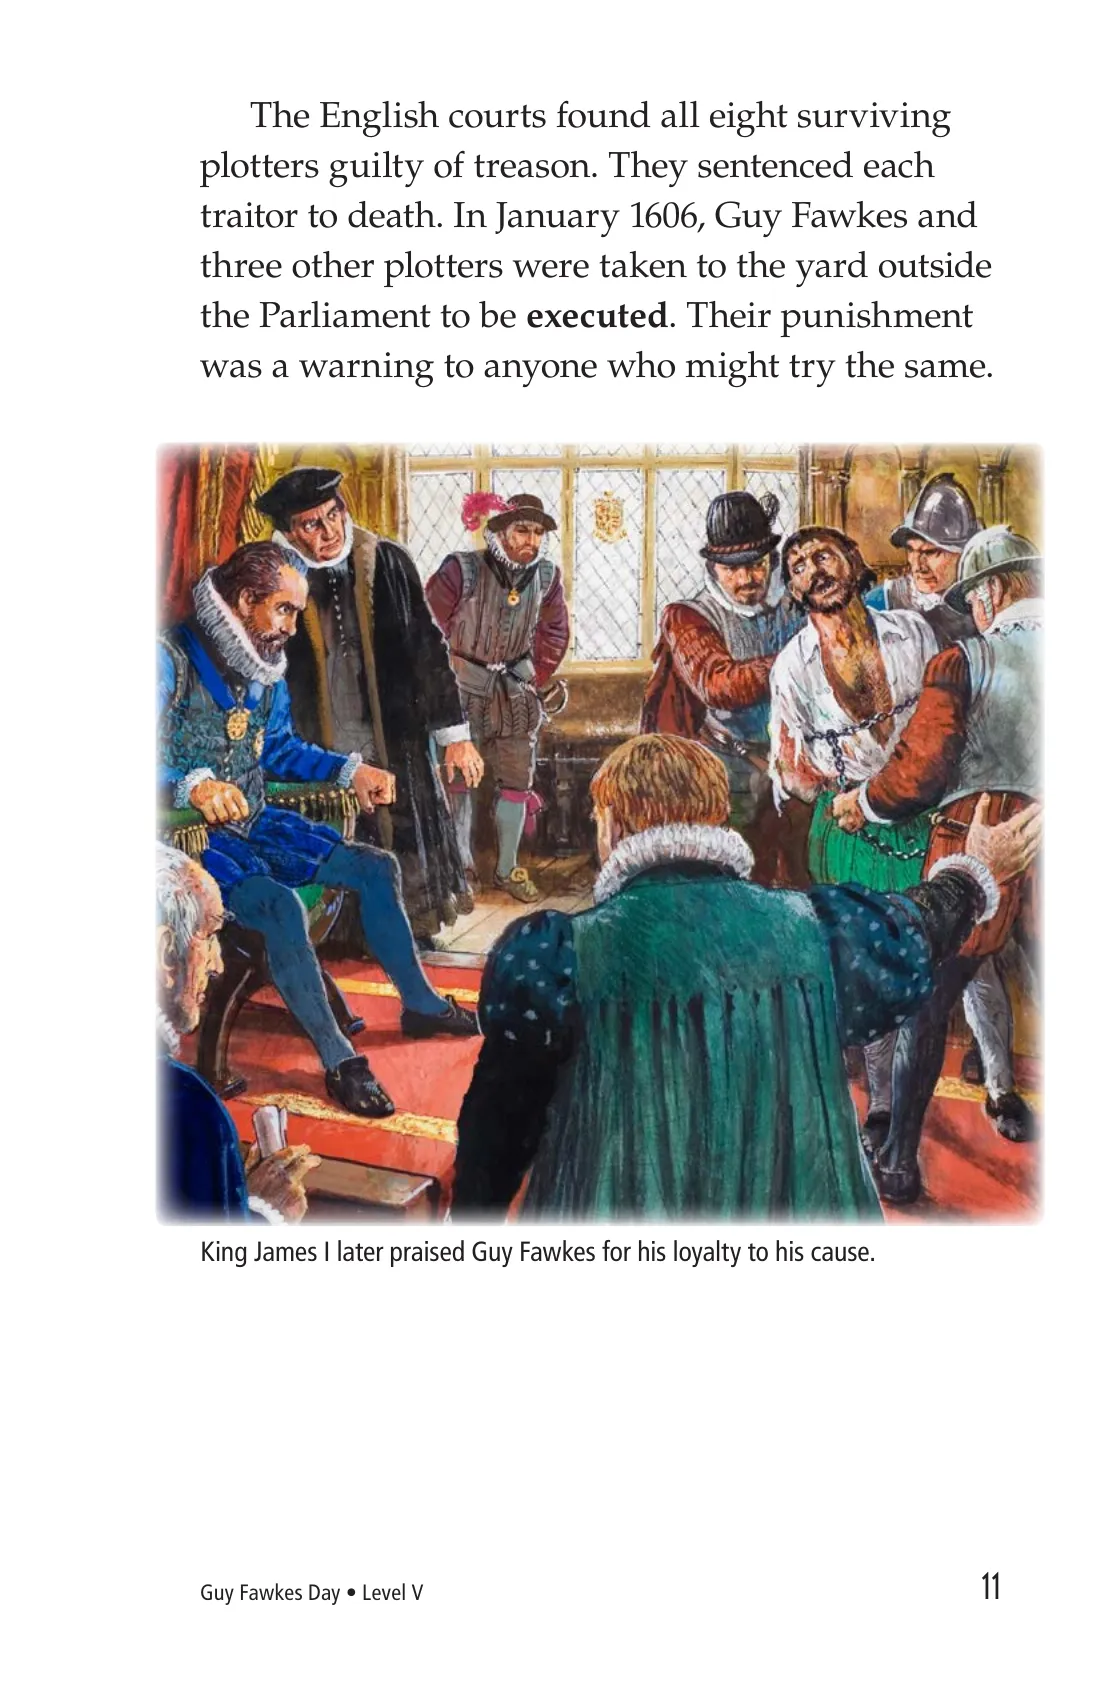 The English courts found all eight surviving
plotters guilty of treason. They sentenced each
traitor to death. In January 1606, Guy Fawkes and
three other plotters were taken to the yard outside
the Parliament to be executed. Their punishment
was a warning to anyone who might try the same.
King James I later praised Guy Fawkes for his loyalty to his cause.
Guy Fawkes Day • Level V
11